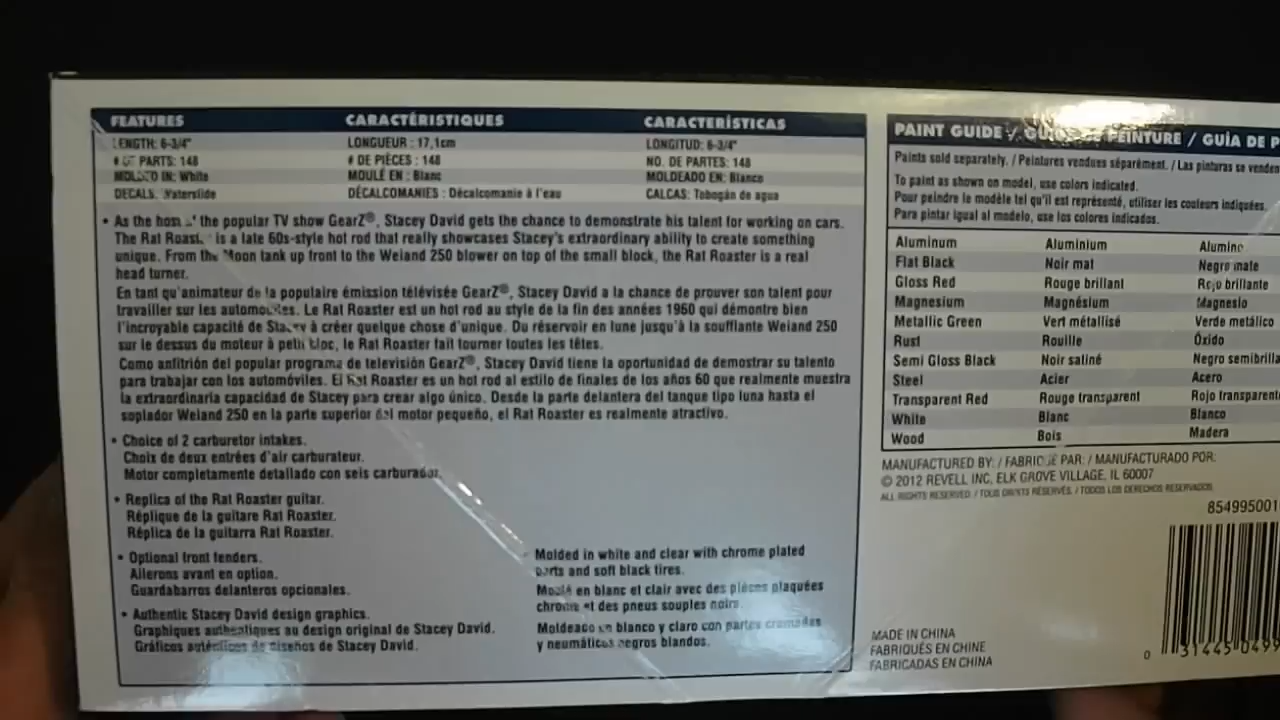 FEATURES CARACTÉRISTIQUES CARACTERÍSTICAS
LENGTH: 6-3/4" LONGUEUR : 17,1cm LONGITUD: 6-3/4"
# OF PARTS: 148 # DE PIÈCES : 148 NO. DE PARTES: 148
MOLDED IN: White MOULÉ EN : Blanc MOLDEADO EN: Blanco
DECALS: Waterslide DÉCALCOMANIES : Décalcomanie à l'eau CALCAS: Tobogán de agua
• As the host of the popular TV show GearZ®, Stacey David gets the chance to demonstrate his talent for working on cars.
The Rat Roaster is a late 60s-style hot rod that really showcases Stacey's extraordinary ability to create something
unique. From the Moon tank up front to the Weiand 250 blower on top of the small block, the Rat Roaster is a real
head turner.
En tant qu'animateur de la populaire émission télévisée GearZ®, Stacey David a la chance de prouver son talent pour
travailler sur les automobiles. Le Rat Roaster est un hot rod au style de la fin des années 1960 qui démontre bien
l'incroyable capacité de Stacey à créer quelque chose d'unique. Du réservoir en lune jusqu'à la soufflante Weiand 250
sur le dessus du moteur à petit bloc, le Rat Roaster fait tourner toutes les têtes.
Como anfitrión del popular programa de televisión GearZ®, Stacey David tiene la oportunidad de demostrar su talento
para trabajar con los automóviles. El Rat Roaster es un hot rod al estilo de finales de los años 60 que realmente muestra
la extraordinaria capacidad de Stacey para crear algo único. Desde la parte delantera del tanque tipo luna hasta el
soplador Weiand 250 en la parte superior del motor pequeño, el Rat Roaster es realmente atractivo.
• Choice of 2 carburetor intakes.
Choix de deux entrées d'air carburateur.
Motor completamente detallado con seis carburador.
• Replica of the Rat Roaster guitar.
Réplique de la guitare Rat Roaster.
Réplica de la guitarra Rat Roaster.
• Optional front fenders.
Ailerons avant en option.
Guardabarros delanteros opcionales.
• Authentic Stacey David design graphics.
Graphiques authentiques au design original de Stacey David.
Gráficos auténticos de diseños de Stacey David.
Molded in white and clear with chrome plated
parts and soft black tires.
Moulé en blanc et clair avec des pièces plaquées
chrome et des pneus souples noirs.
Moldeado en blanco y claro con partes cromadas
y neumáticos negros blandos.
PAINT GUIDE / PEINTURE / GUÍA DE P
Paints sold separately. / Peintures vendues séparément. / Las pinturas se venden
To paint as shown on model, use colors indicated.
Pour peindre le modèle tel qu'il est représenté, utiliser les couleurs indiquées.
Para pintar igual al modelo, use los colores indicados.
Aluminum Aluminium Alumino
Flat Black Noir mat Negro mate
Gloss Red Rouge brillant Rojo brillante
Magnesium Magnésium Magnesio
Metallic Green Vert métallisé Verde metálico
Rust Rouille Óxido
Semi Gloss Black Noir satiné Negro semibrilla
Steel Acier Acero
Transparent Red Rouge transparent Rojo transparent
White Blanc Blanco
Wood Bois Madera
MANUFACTURED BY: / FABRIQUÉ PAR: / MANUFACTURADO POR:
© 2012 REVELL INC, ELK GROVE VILLAGE, IL 60007
ALL RIGHTS RESERVED. / TOUS DROITS RÉSERVÉS. / TODOS LOS DERECHOS RESERVADOS.
8549950010
MADE IN CHINA
FABRIQUÉS EN CHINE
FABRICADAS EN CHINA
0 31445 0499